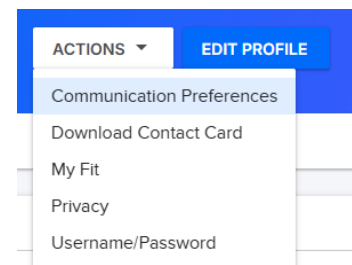 ACTIONS
EDIT PROFILE
Communication Preferences
Download Contact Card
My Fit
Privacy
Username/Password